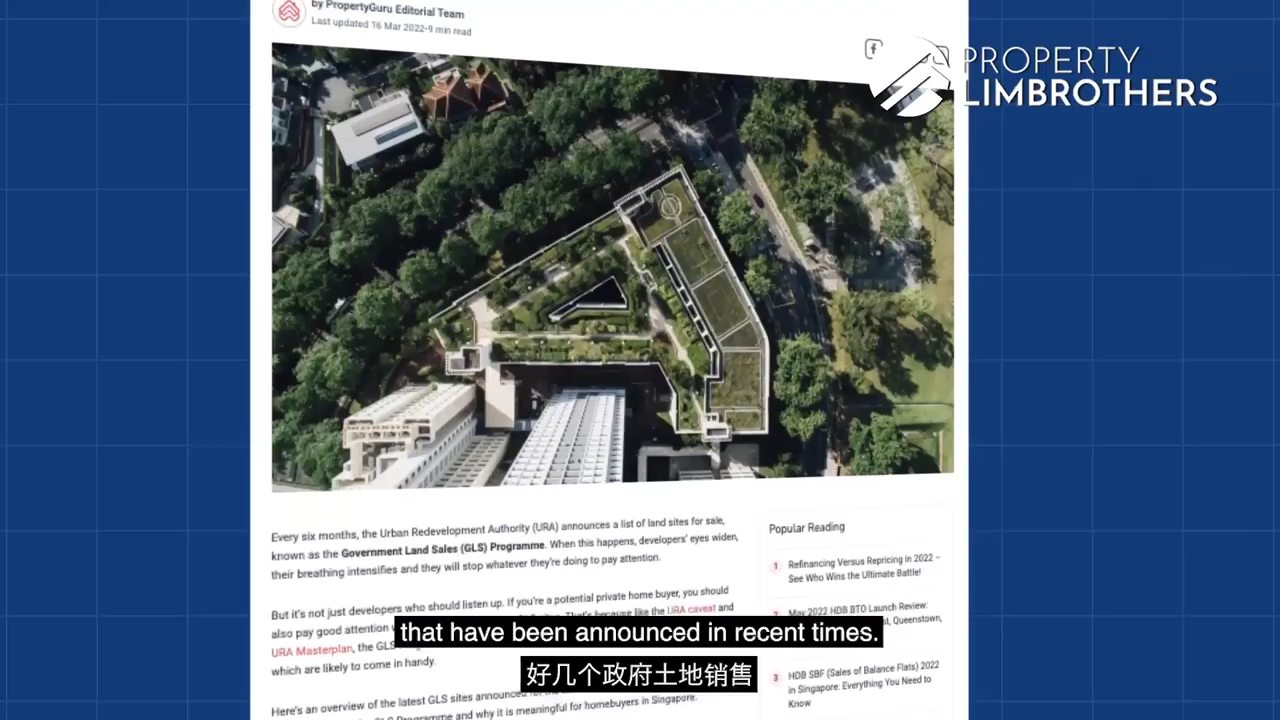 by PropertyGuru Editorial Team
Last updated 16 Mar 2022•9 min read
PROPERTY
LIMBROTHERS
Every six months, the Urban Redevelopment Authority (URA) announces a list of land sites for sale,
known as the Government Land Sales (GLS) Programme. When this happens, developers' eyes widen,
their breathing intensifies and they will stop whatever they're doing to pay attention.
But it's not just developers who should listen up. If you're a potential private home buyer, you should
also pay good attention That's because like the URA caveat and
URA Masterplan, the GLS
which are likely to come in handy.
Here's an overview of the latest GLS sites announced
Programme and why it is meaningful for homebuyers in Singapore.
Popular Reading
1 Refinancing Versus Repricing in 2022 –
See Who Wins the Ultimate Battle!
2 May 2022 HDB BTO Launch Review:
Queenstown,
3 HDB SBF (Sales of Balance Flats) 2022
in Singapore: Everything You Need to
Know
that have been announced in recent times.
好几个政府土地销售